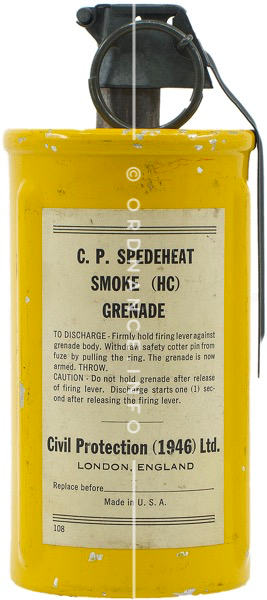 C. P. SPEDEHEAT
SMOKE (HC)
GRENADE
TO DISCHARGE - Firmly hold firing lever against
grenade body. Withdraw safety cotter pin from
fuze by pulling the ring. The grenade is now
armed. THROW.
CAUTION - Do not hold grenade after release
of firing lever. Discharge starts one (1) sec-
ond after releasing the firing lever.
Civil Protection (1946) Ltd.
LONDON, ENGLAND
Replace before
Made in U. S. A.
108
© ORDNANCE.INFO